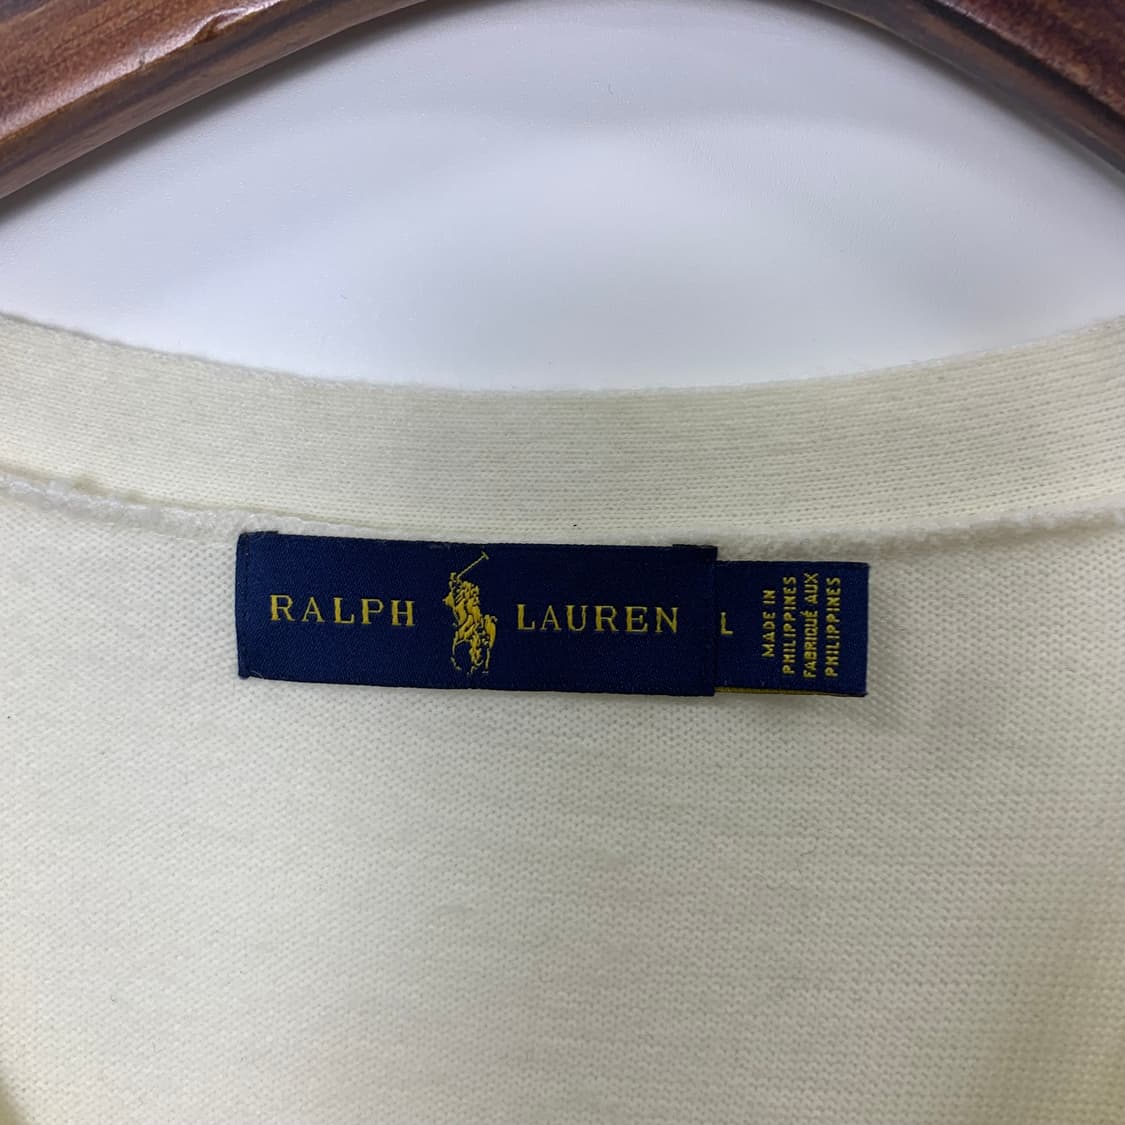 RALPH LAUREN
L
MADE IN
PHILIPPINES
FABRIQUÉ AUX
PHILIPPINES